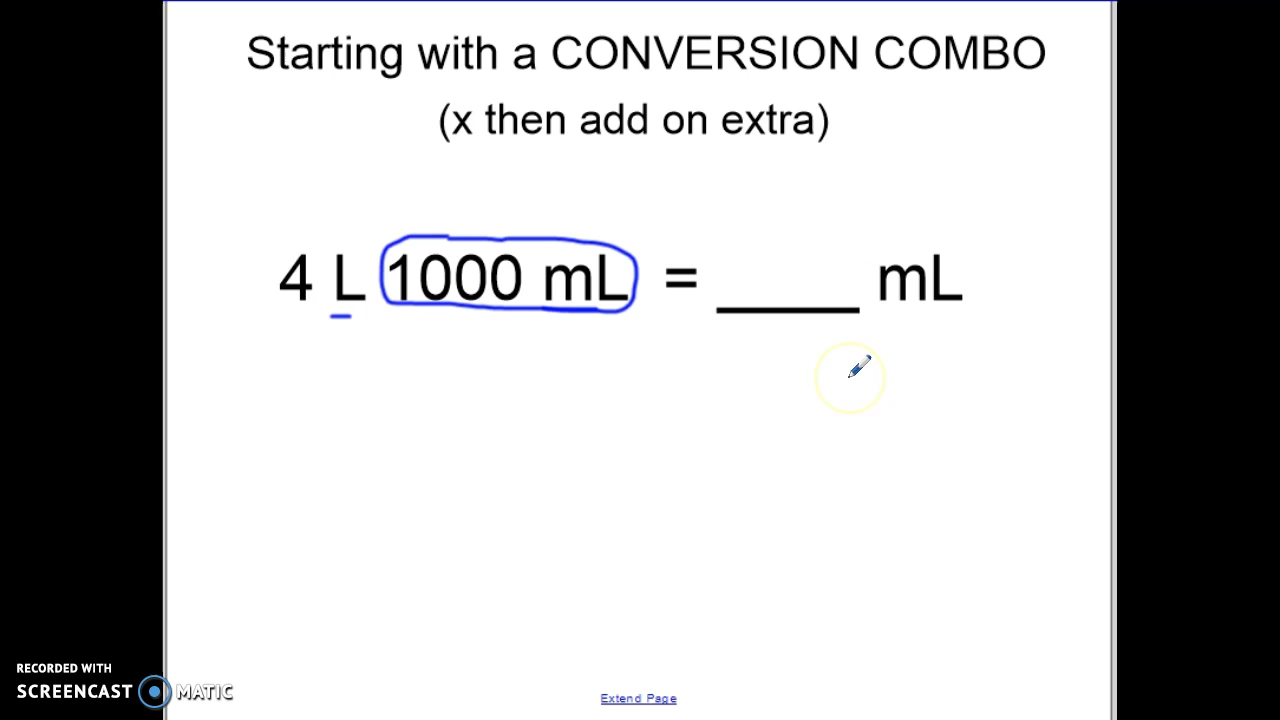 Starting with a CONVERSION COMBO
(x then add on extra)
4 L 1000 mL = ____ mL
RECORDED WITH
SCREENCAST MATIC
Extend Page